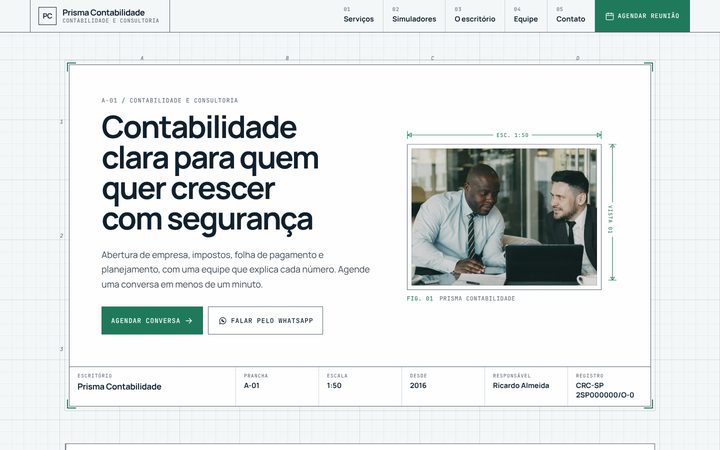 PC
Prisma Contabilidade
CONTABILIDADE E CONSULTORIA
01
Serviços
02
Simuladores
03
O escritório
04
Equipe
05
Contato
AGENDAR REUNIÃO
A
B
C
D
1
2
3
A-01 / CONTABILIDADE E CONSULTORIA
Contabilidade
clara para quem
quer crescer
com segurança
Abertura de empresa, impostos, folha de pagamento e
planejamento, com uma equipe que explica cada número. Agende
uma conversa em menos de um minuto.
AGENDAR CONVERSA →
FALAR PELO WHATSAPP
ESC. 1:50
VISTA 01
FIG. 01 PRISMA CONTABILIDADE
ESCRITÓRIO
Prisma Contabilidade
PRANCHA
A-01
ESCALA
1:50
DESDE
2016
RESPONSÁVEL
Ricardo Almeida
REGISTRO
CRC-SP
2SP000000/O-0